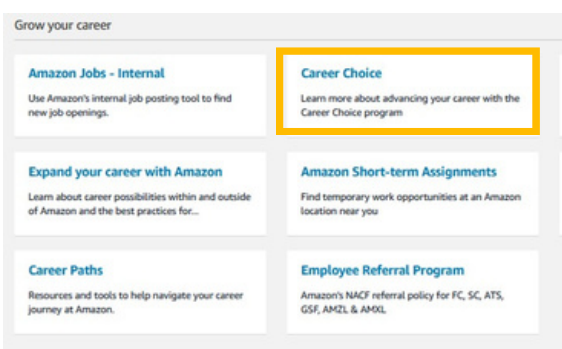 Grow your career
Amazon Jobs - Internal
Use Amazon's internal job posting tool to find
new job openings.
Career Choice
Learn more about advancing your career with the
Career Choice program
Expand your career with Amazon
Learn about career possibilities within and outside
of Amazon and the best practices for...
Amazon Short-term Assignments
Find temporary work opportunities at an Amazon
location near you
Career Paths
Resources and tools to help navigate your career
journey at Amazon.
Employee Referral Program
Amazon's NACF referral policy for FC, SC, ATS,
GSF, AMZL & AMXL